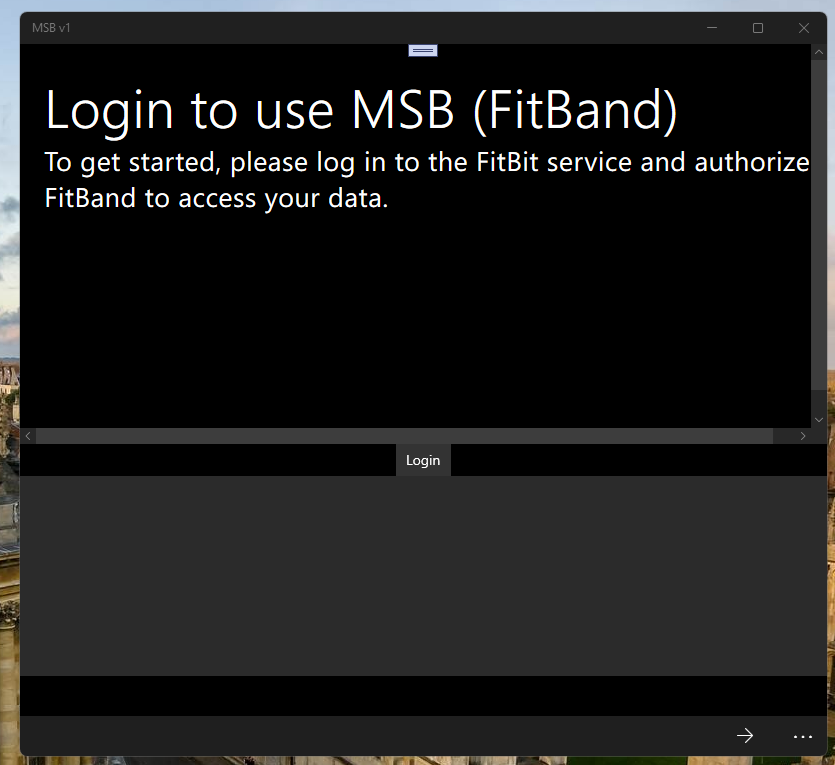 MSB v1
Login to use MSB (FitBand)
To get started, please log in to the FitBit service and authorize
FitBand to access your data.
Login